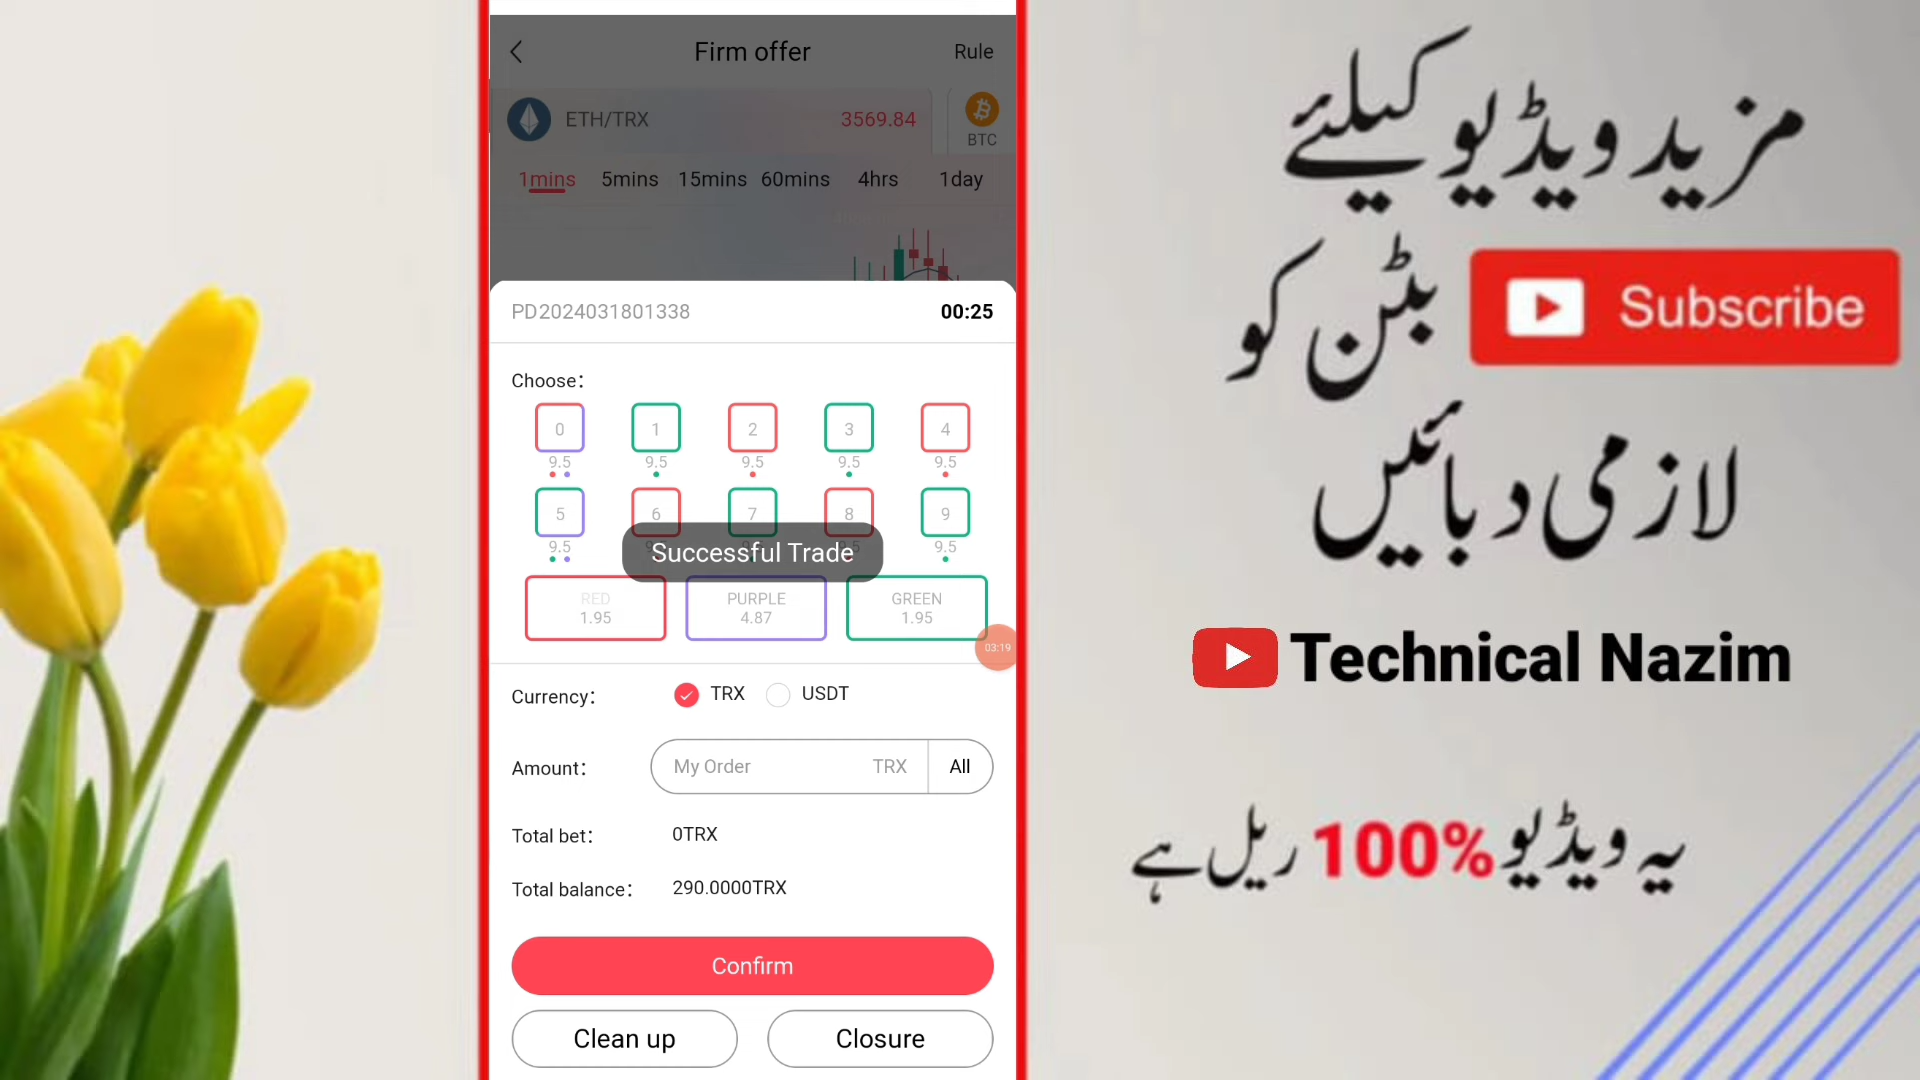 Firm offer
Rule
ETH/TRX
3569.84
BTC
1mins 5mins 15mins 60mins 4hrs 1day
PD2024031801338
00:25
Choose:
0 1 2 3 4
9.5 9.5 9.5 9.5 9.5
5 6 7 8 9
9.5 9.5 9.5
Successful Trade
RED PURPLE GREEN
1.95 4.87 1.95
03:19
Currency: TRX USDT
Amount: My Order TRX All
Total bet: 0TRX
Total balance: 290.0000TRX
Confirm
Clean up Closure
مزید ویڈیو کیلئے
Subscribe بٹن کو
لازمی دبائیں
Technical Nazim
یہ ویڈیو 100% ریل ہے